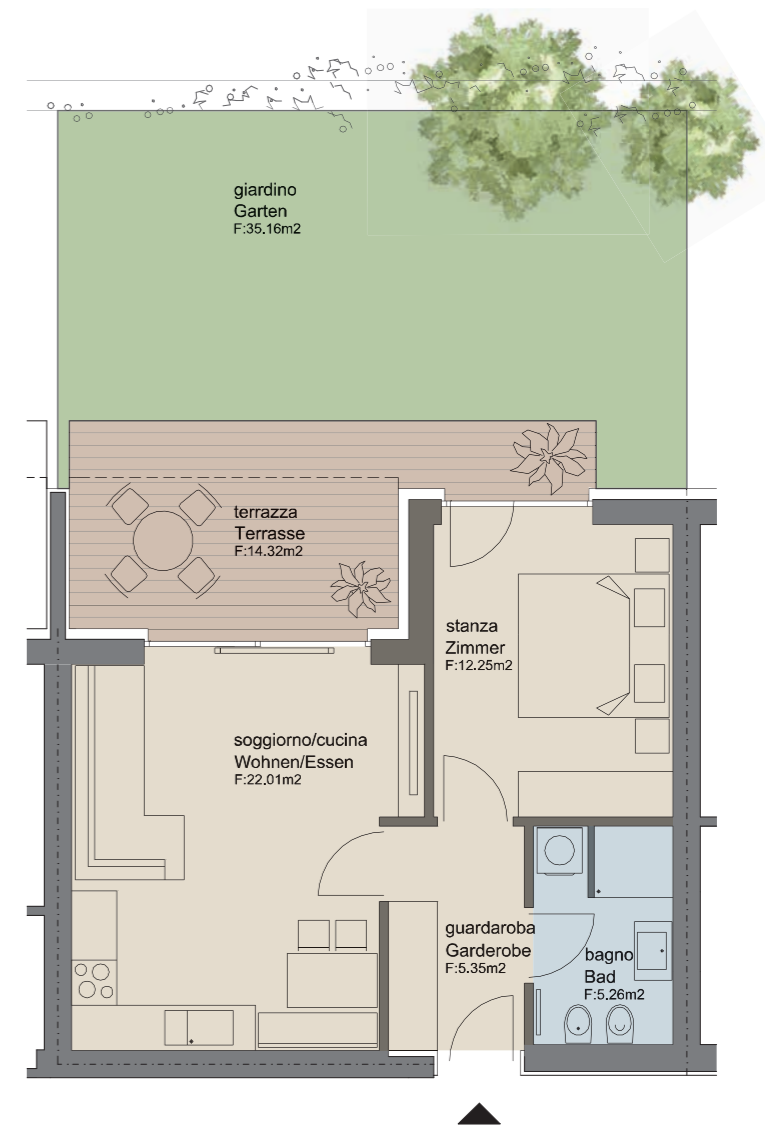 giardino
Garten
F:35.16m2
terrazza
Terrasse
F:14.32m2
stanza
Zimmer
F:12.25m2
soggiorno/cucina
Wohnen/Essen
F:22.01m2
guardaroba
Garderobe
F:5.35m2
bagno
Bad
F:5.26m2